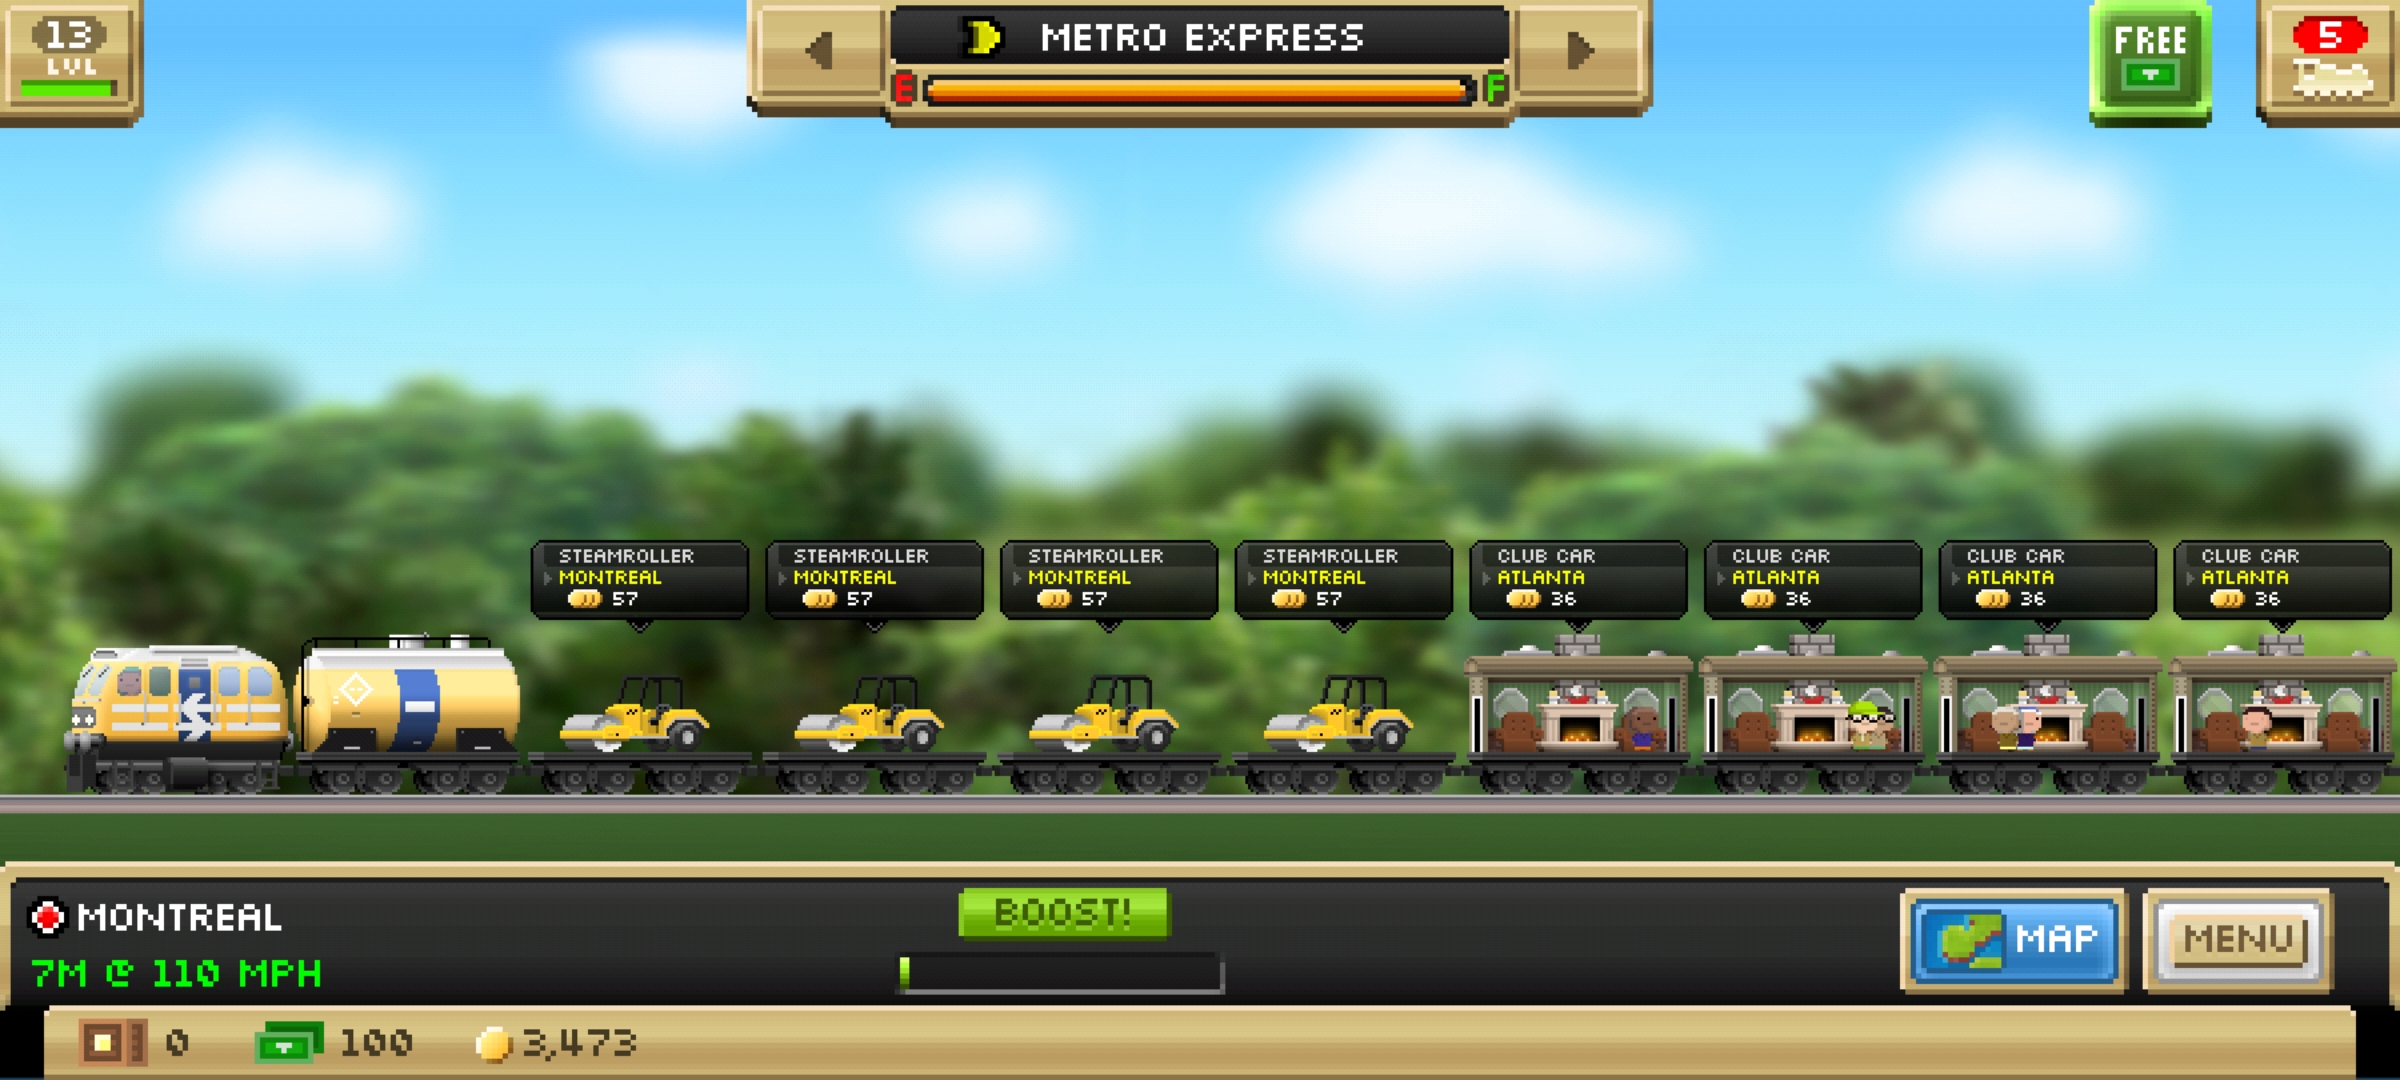 13
LVL
METRO EXPRESS
E
F
FREE
5
STEAMROLLER
MONTREAL
57
STEAMROLLER
MONTREAL
57
STEAMROLLER
MONTREAL
57
STEAMROLLER
MONTREAL
57
CLUB CAR
ATLANTA
36
CLUB CAR
ATLANTA
36
CLUB CAR
ATLANTA
36
CLUB CAR
ATLANTA
36
MONTREAL
7M @ 110 MPH
BOOST!
MAP
MENU
0
100
3,473